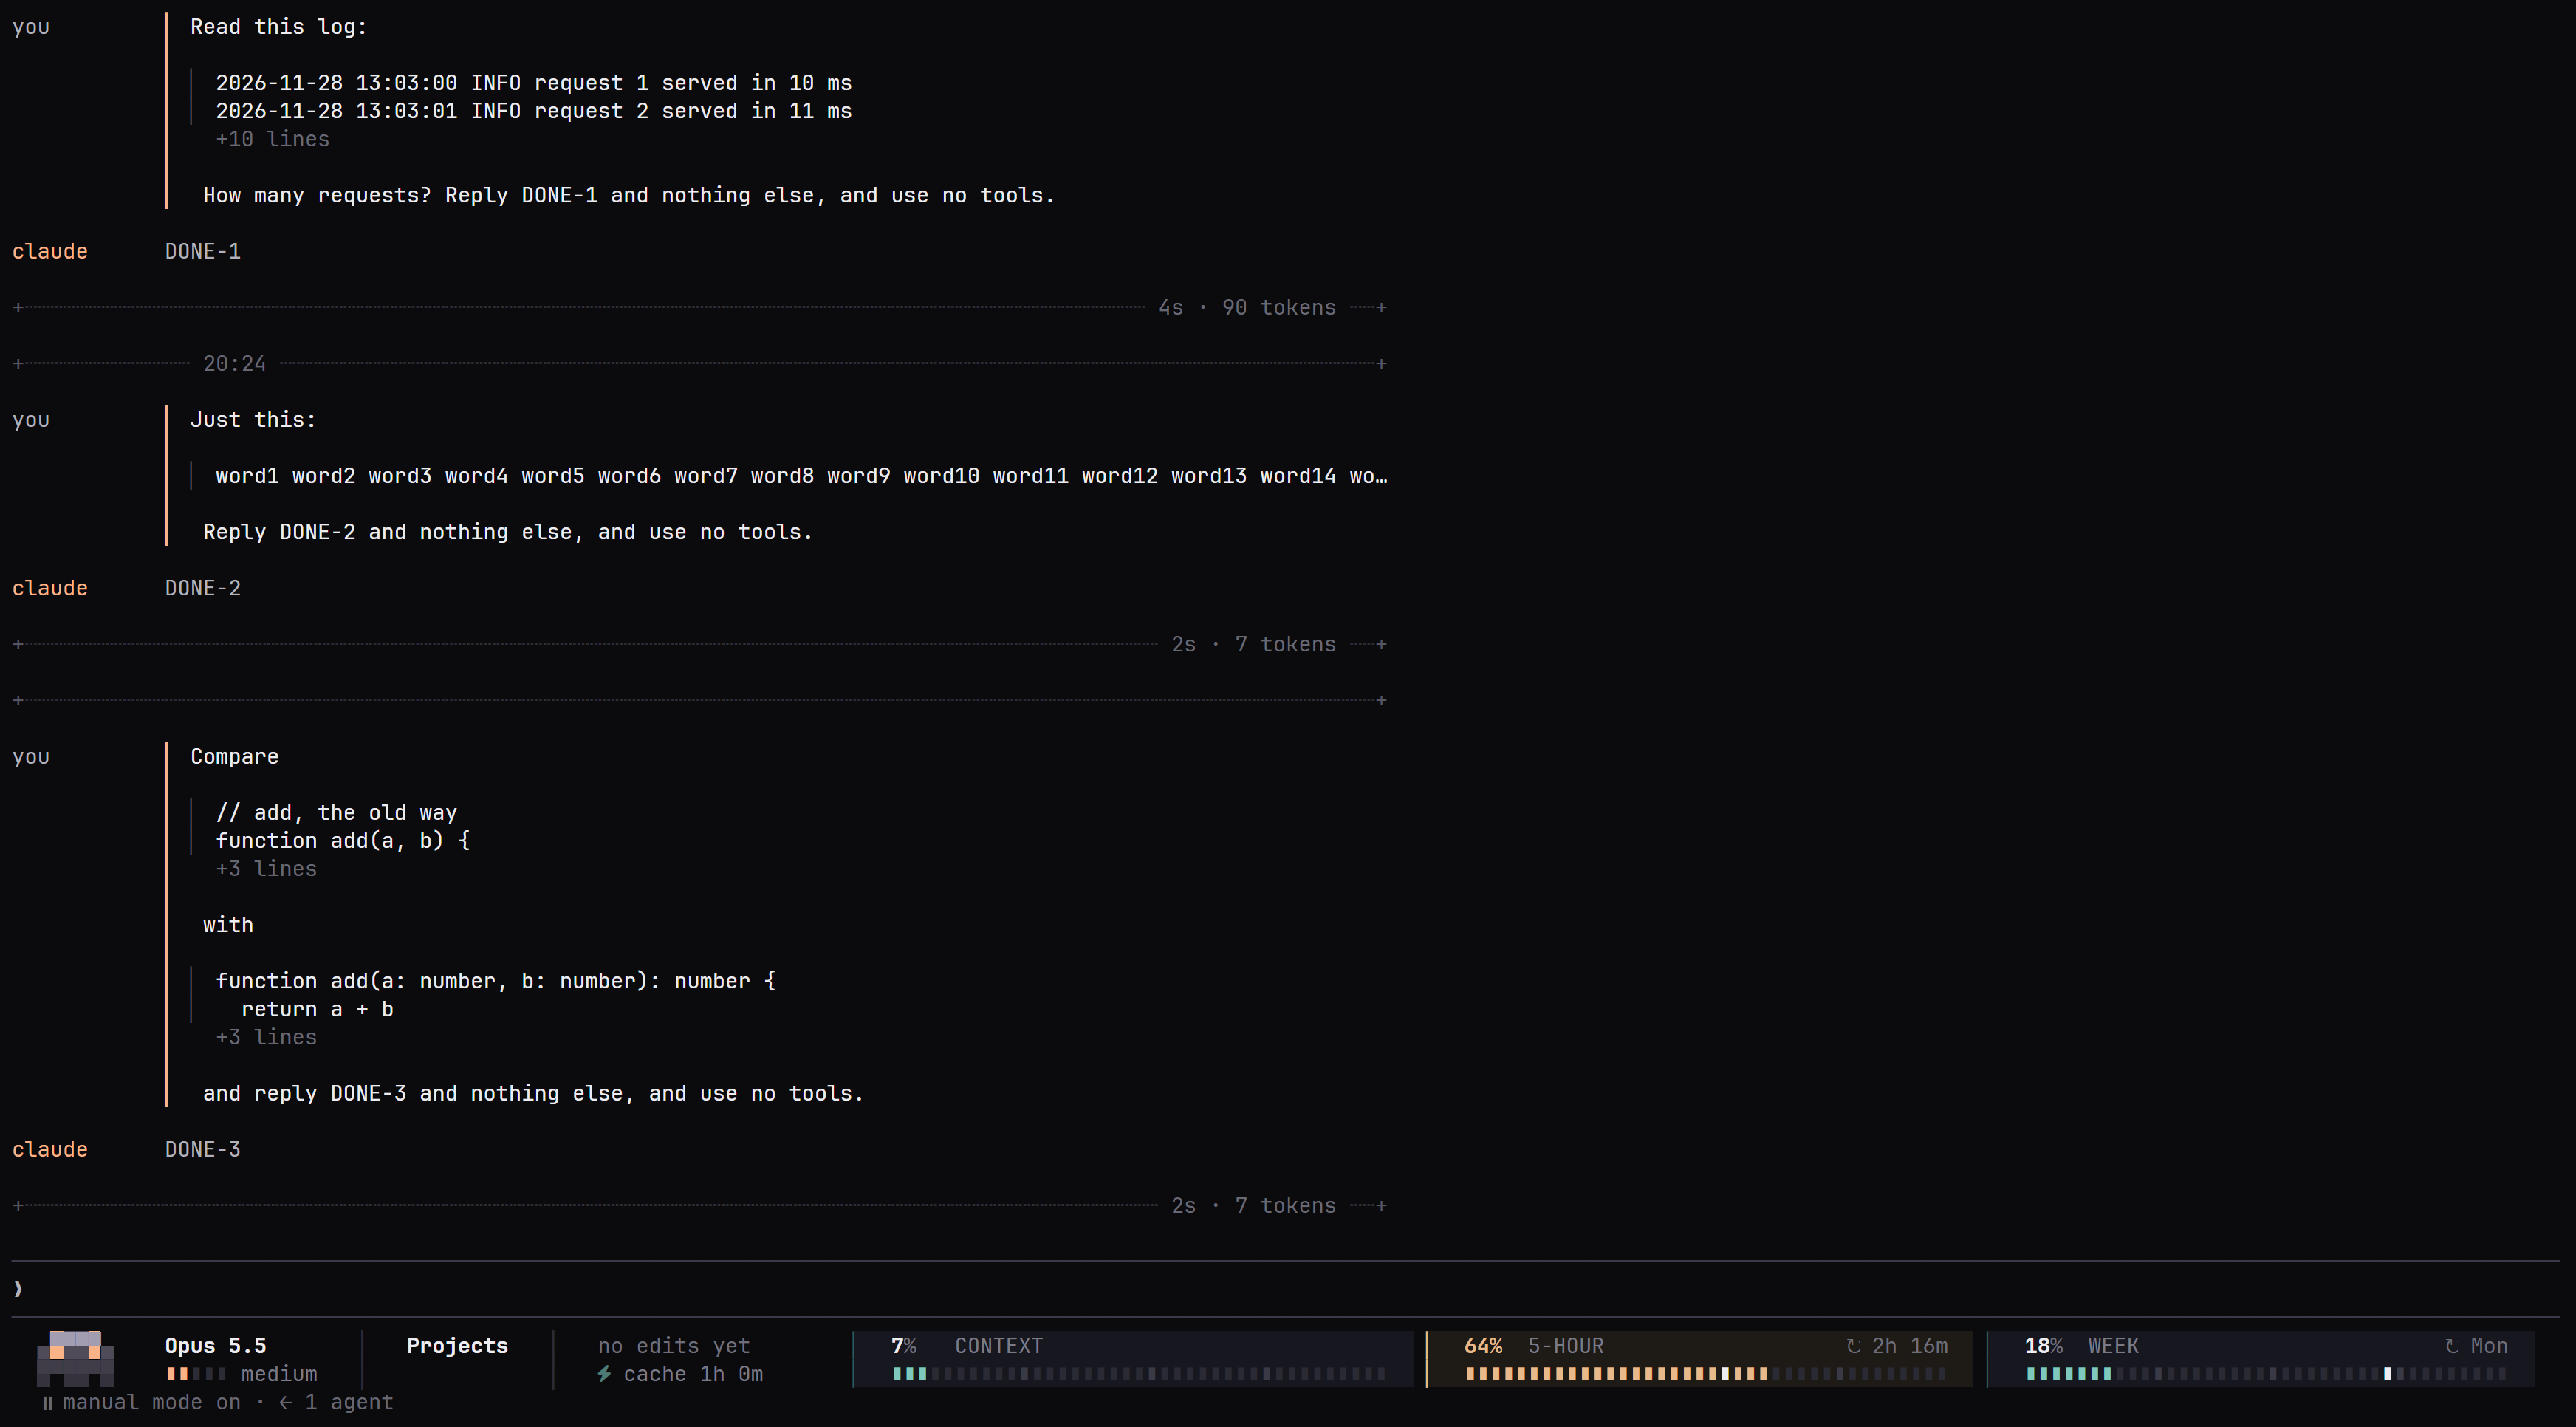 you Read this log:
2026-11-28 13:03:00 INFO request 1 served in 10 ms
2026-11-28 13:03:01 INFO request 2 served in 11 ms
+10 lines
How many requests? Reply DONE-1 and nothing else, and use no tools.
claude DONE-1
4s · 90 tokens
20:24
you Just this:
word1 word2 word3 word4 word5 word6 word7 word8 word9 word10 word11 word12 word13 word14 wo…
Reply DONE-2 and nothing else, and use no tools.
claude DONE-2
2s · 7 tokens
you Compare
// add, the old way
function add(a, b) {
+3 lines
with
function add(a: number, b: number): number {
return a + b
+3 lines
and reply DONE-3 and nothing else, and use no tools.
claude DONE-3
2s · 7 tokens
❯
Opus 5.5 Projects no edits yet 7% CONTEXT 64% 5-HOUR ↻ 2h 16m 18% WEEK ↻ Mon
medium ⚡ cache 1h 0m
⏸ manual mode on · ← 1 agent